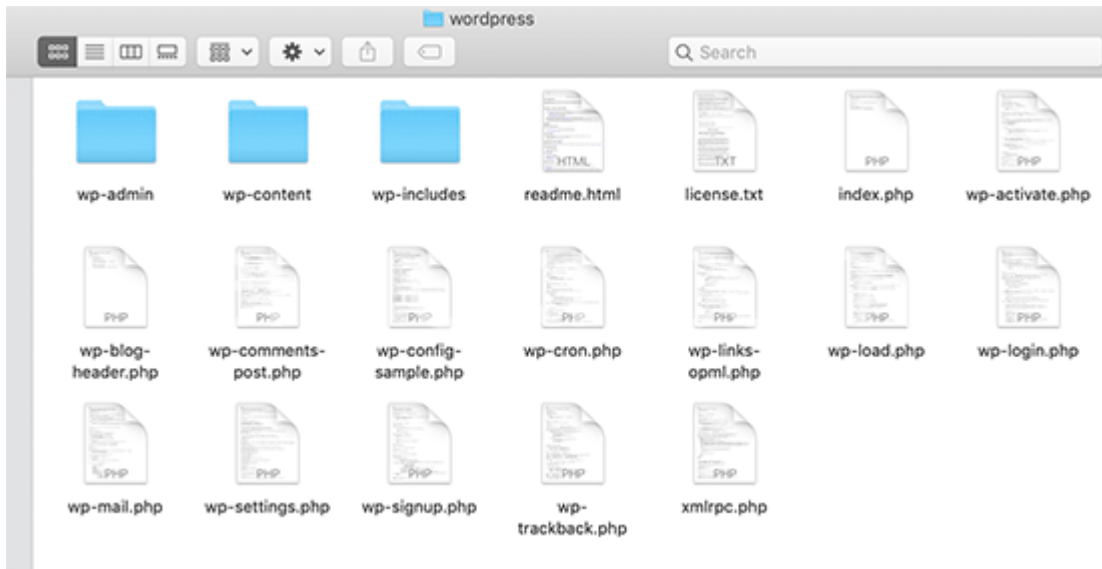 wordpress
Search
HTML
TXT
PHP
PHP
wp-admin
wp-content
wp-includes
readme.html
license.txt
index.php
wp-activate.php
PHP
PHP
PHP
PHP
PHP
PHP
PHP
wp-blog-
header.php
wp-comments-
post.php
wp-config-
sample.php
wp-cron.php
wp-links-
opml.php
wp-load.php
wp-login.php
PHP
PHP
PHP
PHP
PHP
wp-mail.php
wp-settings.php
wp-signup.php
wp-
trackback.php
xmlrpc.php